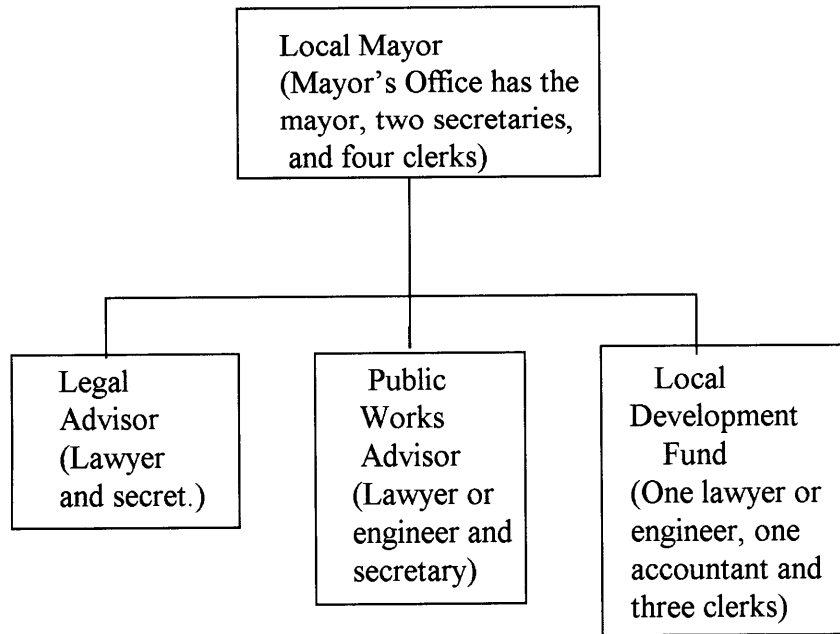 Local Mayor
(Mayor's Office has the
mayor, two secretaries,
and four clerks)
Legal
Advisor
(Lawyer
and secret.)
Public
Works
Advisor
(Lawyer or
engineer and
secretary)
Local
Development
Fund
(One lawyer or
engineer, one
accountant and
three clerks)